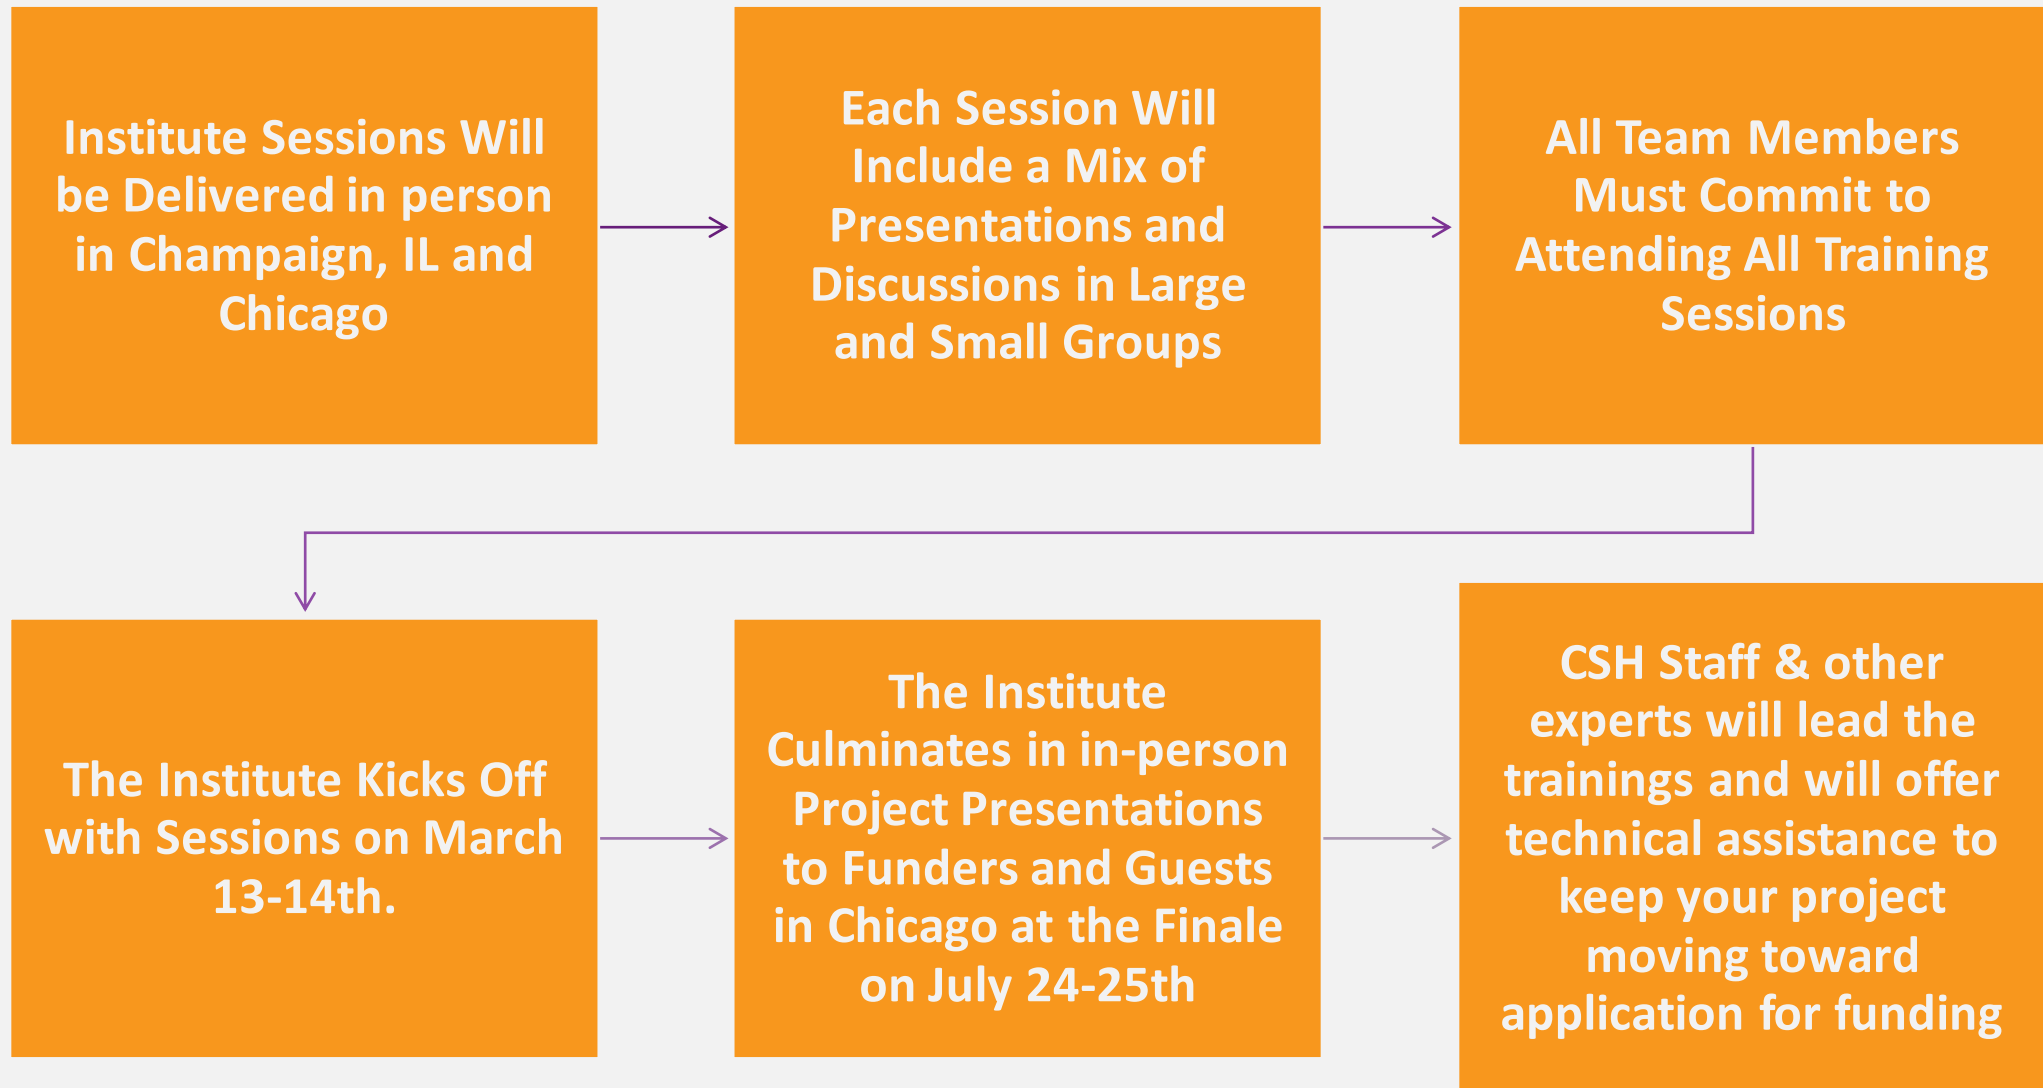 Institute Sessions Will
be Delivered in person
in Champaign, IL and
Chicago
Each Session Will
Include a Mix of
Presentations and
Discussions in Large
and Small Groups
All Team Members
Must Commit to
Attending All Training
Sessions
The Institute Kicks Off
with Sessions on March
13-14th.
The Institute
Culminates in in-person
Project Presentations
to Funders and Guests
in Chicago at the Finale
on July 24-25th
CSH Staff & other
experts will lead the
trainings and will offer
technical assistance to
keep your project
moving toward
application for funding